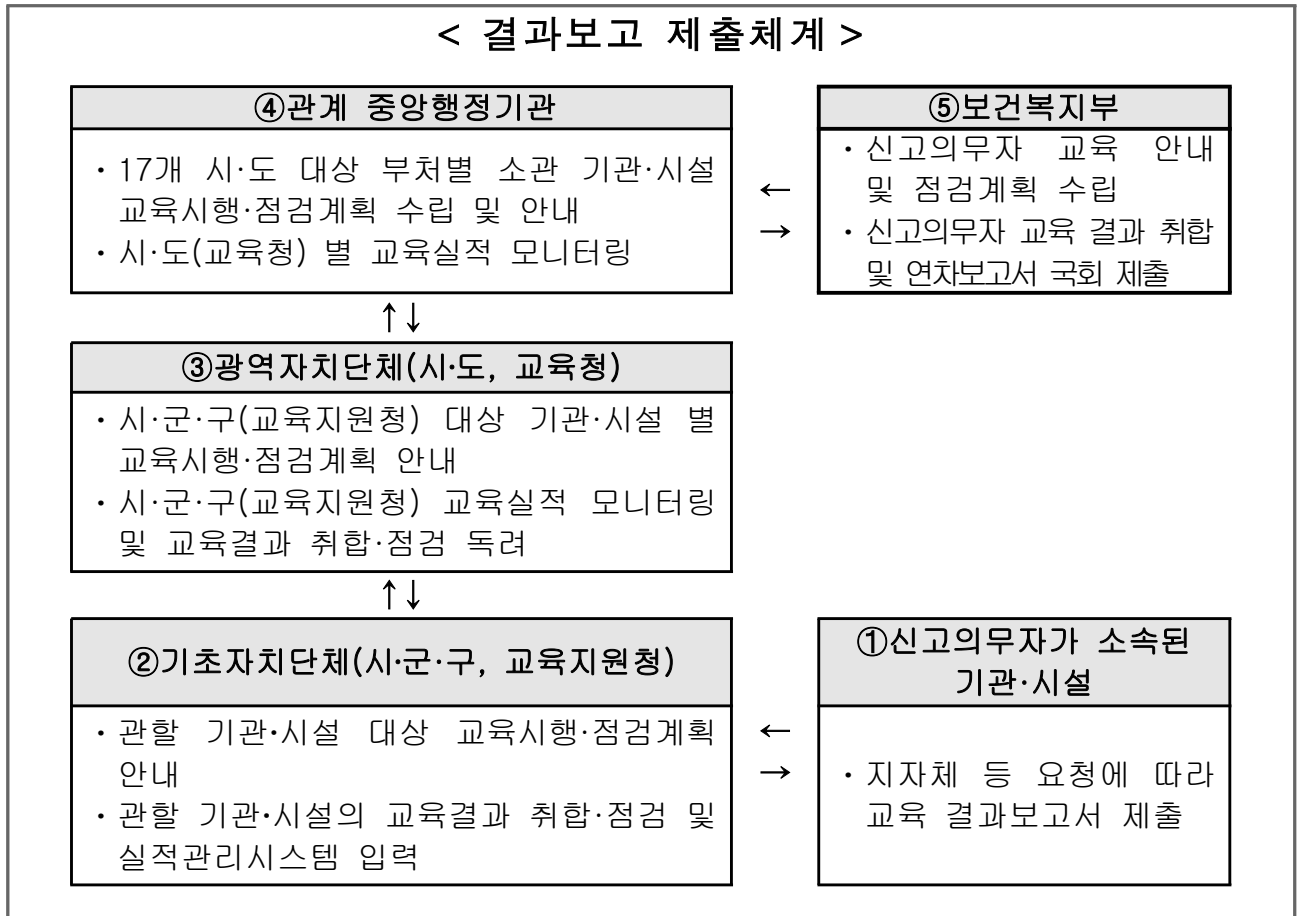 < 결과보고 제출체계 >
④관계 중앙행정기관
· 17개 시·도 대상 부처별 소관 기관·시설
교육시행·점검계획 수립 및 안내
· 시·도(교육청) 별 교육실적 모니터링
←
→
⑤보건복지부
· 신고의무자 교육 안내
및 점검계획 수립
· 신고의무자 교육 결과 취합
및 연차보고서 국회 제출
↑↓
③광역자치단체(시·도, 교육청)
· 시·군·구(교육지원청) 대상 기관·시설 별
교육시행·점검계획 안내
· 시·군·구(교육지원청) 교육실적 모니터링
및 교육결과 취합·점검 독려
↑↓
②기초자치단체(시·군·구, 교육지원청)
· 관할 기관·시설 대상 교육시행·점검계획
안내
· 관할 기관·시설의 교육결과 취합·점검 및
실적관리시스템 입력
←
→
①신고의무자가 소속된
기관·시설
· 지자체 등 요청에 따라
교육 결과보고서 제출